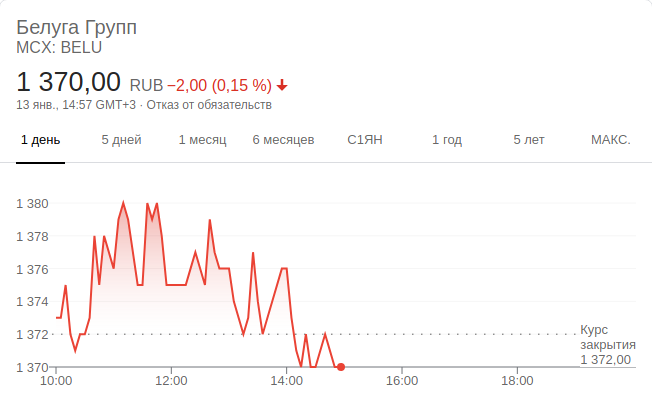 Белуга Групп
MCX: BELU
1 370,00 RUB −2,00 (0,15 %)
13 янв., 14:57 GMT+3 · Отказ от обязательств
1 день 5 дней 1 месяц 6 месяцев С1ЯН 1 год 5 лет МАКС.
1 380
1 378
1 376
1 374
1 372
1 370
Курс
закрытия
1 372,00
10:00 12:00 14:00 16:00 18:00